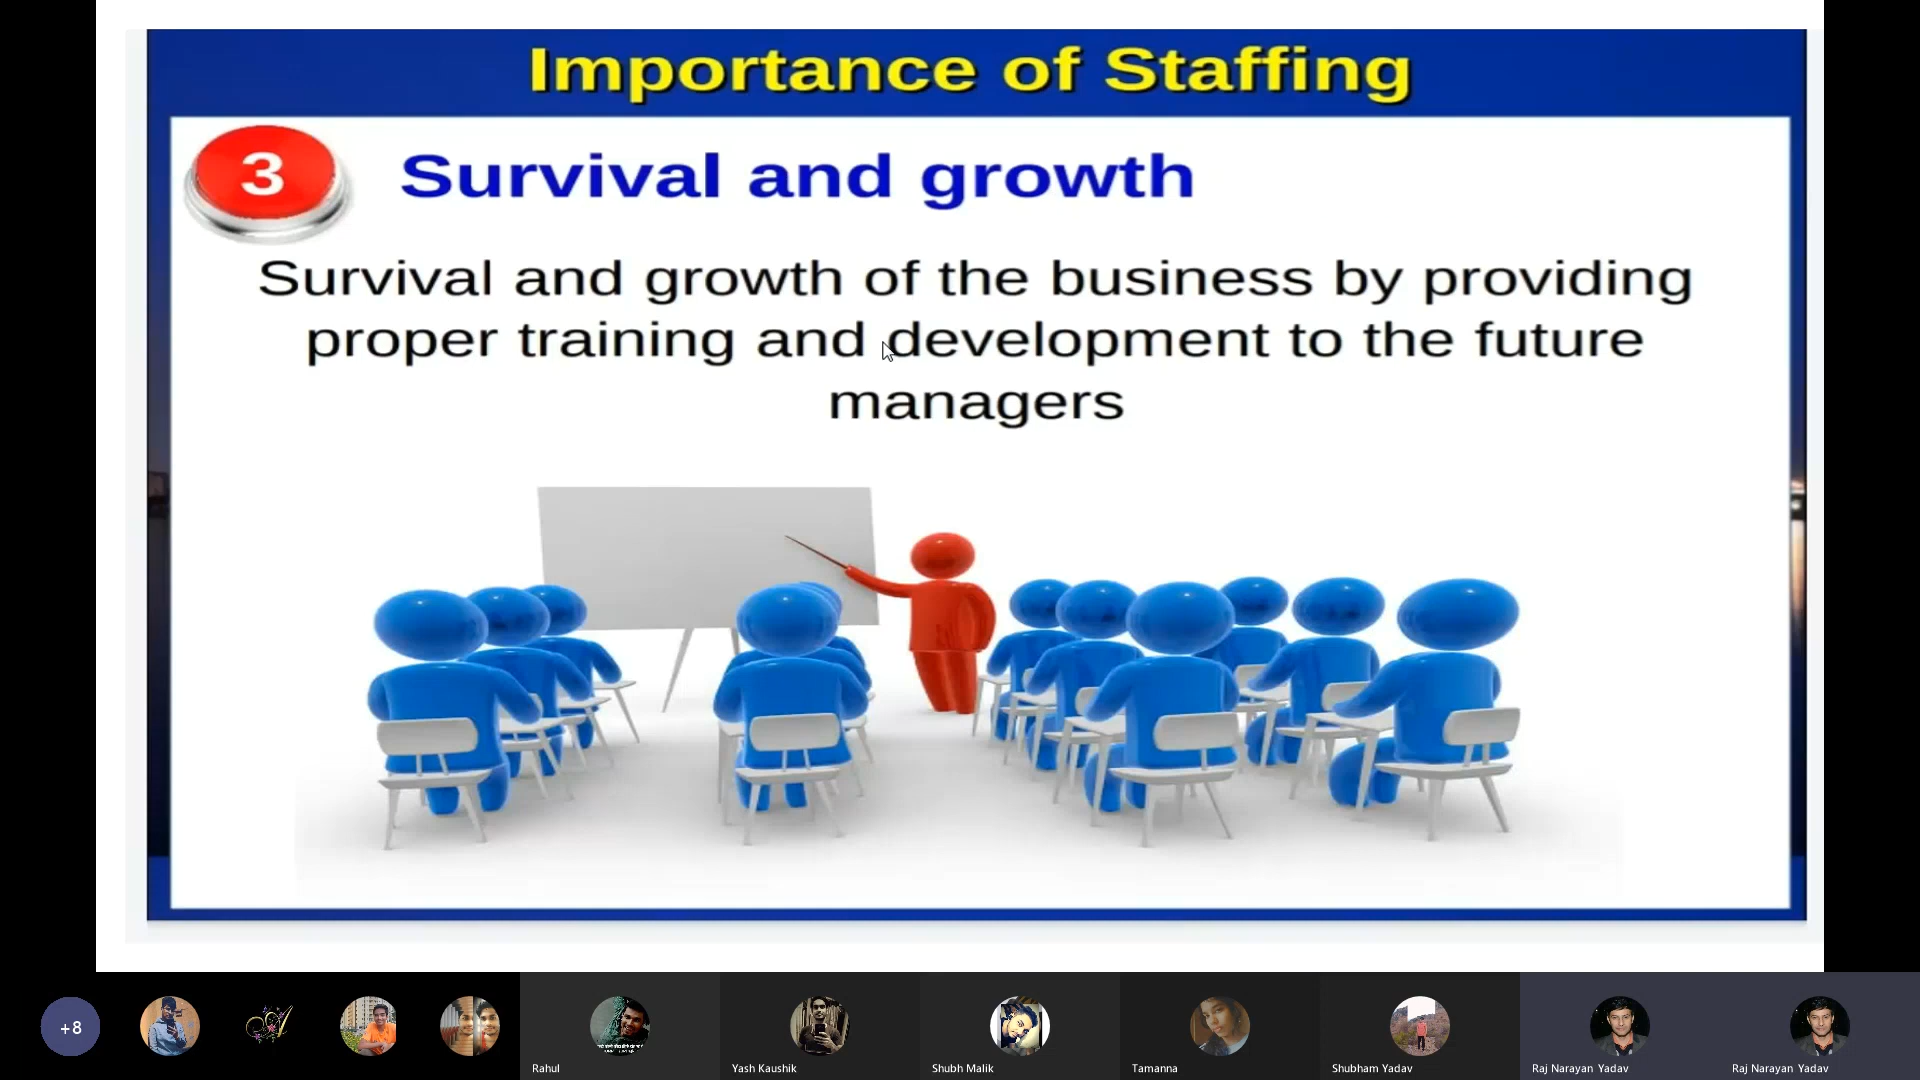 Importance of Staffing
3
Survival and growth
Survival and growth of the business by providing
proper training and development to the future
managers
+8
Rahul
Yash Kaushik
Shubh Malik
Tamanna
Shubham Yadav
Raj Narayan Yadav
Raj Narayan Yadav